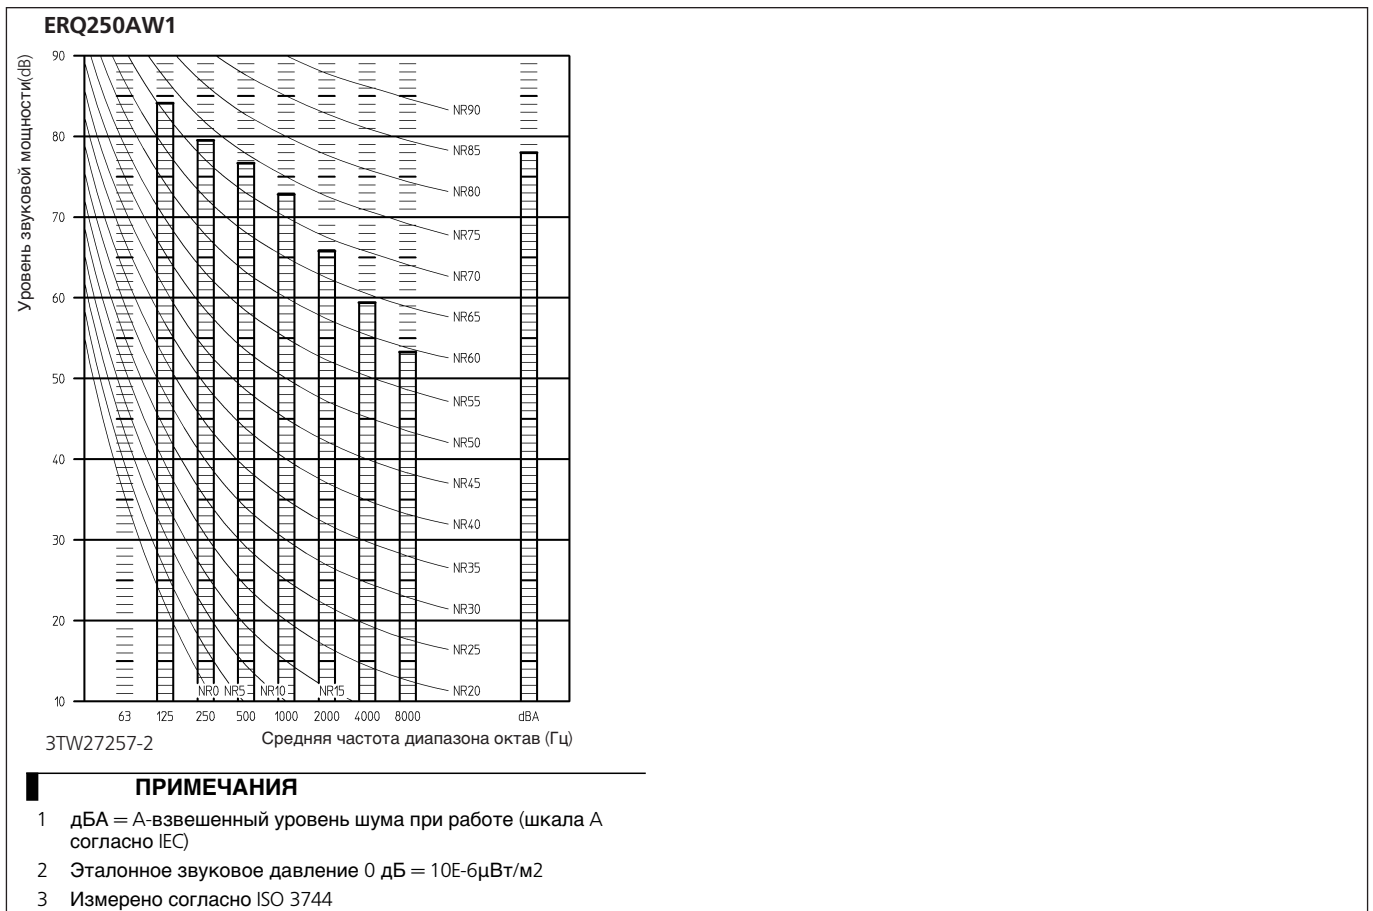 ERQ250AW1
Уровень звуковой мощности(dB)
90
80
70
60
50
40
30
20
10
NR90
NR85
NR80
NR75
NR70
NR65
NR60
NR55
NR50
NR45
NR40
NR35
NR30
NR25
NR20
NR0 NR5 NR10 NR15
63 125 250 500 1000 2000 4000 8000 dBA
3TW27257-2
Средняя частота диапазона октав (Гц)
ПРИМЕЧАНИЯ
1 дБА = А-взвешенный уровень шума при работе (шкала А
согласно IEC)
2 Эталонное звуковое давление 0 дБ = 10E-6μВт/м2
3 Измерено согласно ISO 3744